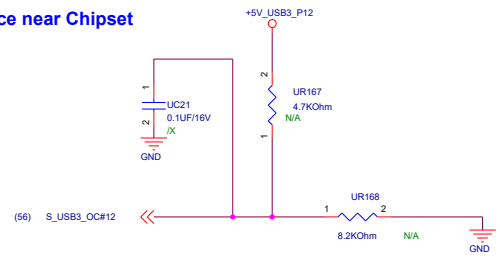 ce near Chipset
+5V_USB3_P12
1
2
UC21
0.1UF/16V
/X
GND
2
1
UR167
4.7KOhm
N/A
(56) S_USB3_OC#12
UR168
1 2
8.2KOhm N/A
GND